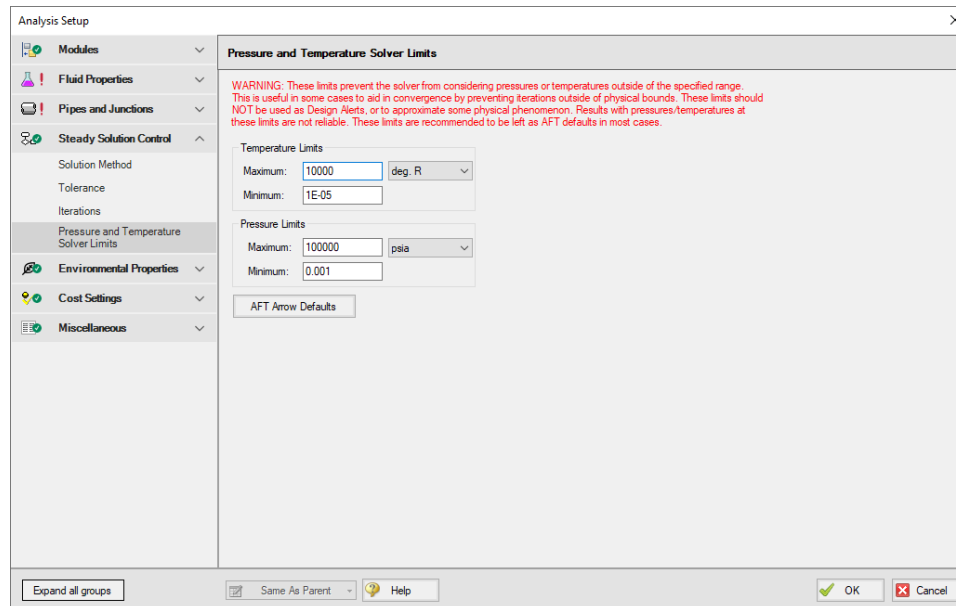 Analysis Setup
Modules
Fluid Properties
Pipes and Junctions
Steady Solution Control
Solution Method
Tolerance
Iterations
Pressure and Temperature
Solver Limits
Environmental Properties
Cost Settings
Miscellaneous
Pressure and Temperature Solver Limits
WARNING: These limits prevent the solver from considering pressures or temperatures outside of the specified range.
This is useful in some cases to aid in convergence by preventing iterations outside of physical bounds. These limits should
NOT be used as Design Alerts, or to approximate some physical phenomenon. Results with pressures/temperatures at
these limits are not reliable. These limits are recommended to be left as AFT defaults in most cases.
Temperature Limits
Maximum: 10000 deg. R
Minimum: 1E-05
Pressure Limits
Maximum: 100000 psia
Minimum: 0.001
AFT Arrow Defaults
Expand all groups Same As Parent Help OK Cancel